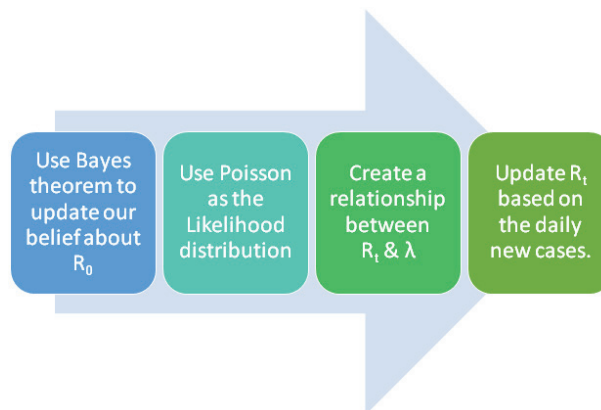 Use Bayes
theorem to
update our
belief about
R₀
Use Poisson
as the
Likelihood
distribution
Create a
relationship
between
Rₜ & λ
Update Rₜ
based on
the daily
new cases.